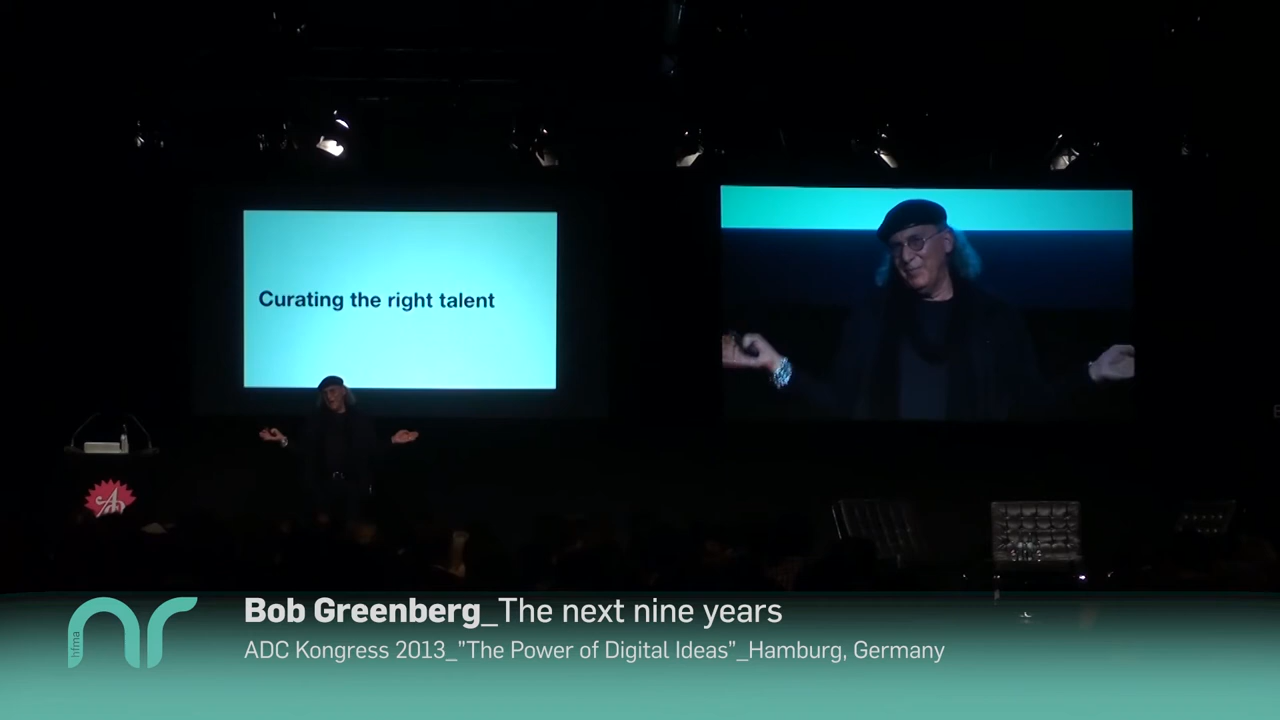 Curating the right talent
hfma
Bob Greenberg_The next nine years
ADC Kongress 2013_"The Power of Digital Ideas"_Hamburg, Germany